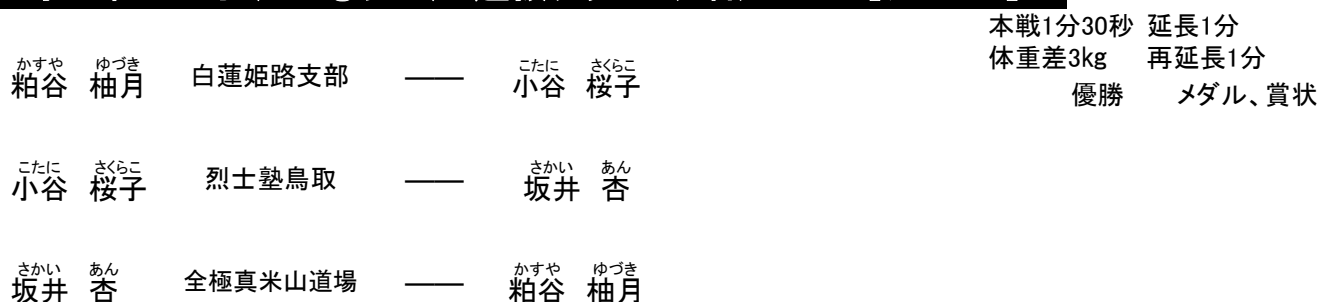 本戦1分30秒 延長1分
体重差3kg 再延長1分
優勝 メダル、賞状
かすや ゆづき こたに さくらこ
粕谷 柚月 白蓮姫路支部 —— 小谷 桜子
こたに さくらこ さかい あん
小谷 桜子 烈士塾鳥取 —— 坂井 杏
さかい あん かすや ゆづき
坂井 杏 全極真米山道場 —— 粕谷 柚月